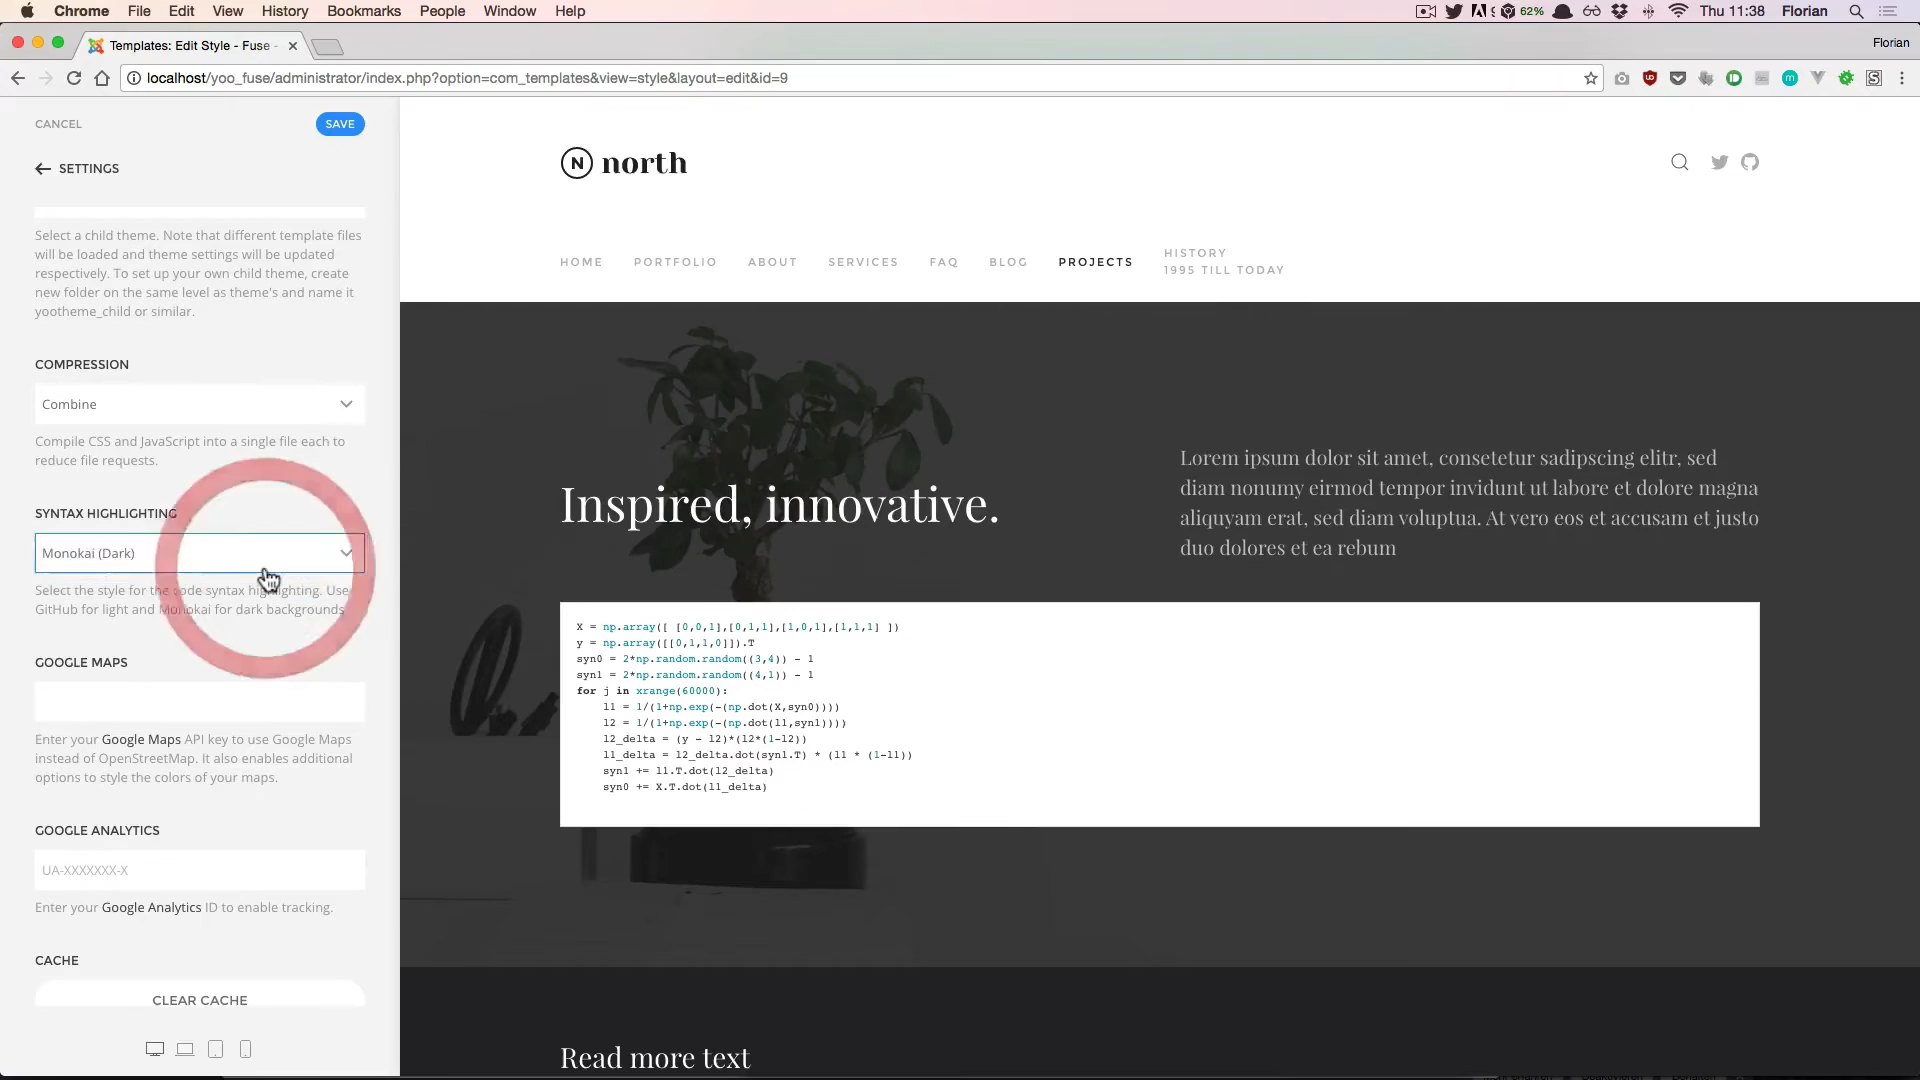 Chrome File Edit View History Bookmarks People Window Help
62% Thu 11:38 Florian
Templates: Edit Style - Fuse -
Florian
localhost/yoo_fuse/administrator/index.php?option=com_templates&view=style&layout=edit&id=9
CANCEL
SAVE
SETTINGS
Select a child theme. Note that different template files
will be loaded and theme settings will be updated
respectively. To set up your own child theme, create
new folder on the same level as theme's and name it
yootheme_child or similar.
COMPRESSION
Combine
Compile CSS and JavaScript into a single file each to
reduce file requests.
SYNTAX HIGHLIGHTING
Monokai (Dark)
Select the style for the code syntax highlighting. Use
GitHub for light and Monokai for dark backgrounds
GOOGLE MAPS
Enter your Google Maps API key to use Google Maps
instead of OpenStreetMap. It also enables additional
options to style the colors of your maps.
GOOGLE ANALYTICS
UA-XXXXXXX-X
Enter your Google Analytics ID to enable tracking.
CACHE
CLEAR CACHE
N north
HOME PORTFOLIO ABOUT SERVICES FAQ BLOG PROJECTS HISTORY
1995 TILL TODAY
Inspired, innovative.
Lorem ipsum dolor sit amet, consetetur sadipscing elitr, sed
diam nonumy eirmod tempor invidunt ut labore et dolore magna
aliquyam erat, sed diam voluptua. At vero eos et accusam et justo
duo dolores et ea rebum
X = np.array([ [0,0,1],[0,1,1],[1,0,1],[1,1,1] ])
y = np.array([[0,1,1,0]]).T
syn0 = 2*np.random.random((3,4)) - 1
syn1 = 2*np.random.random((4,1)) - 1
for j in xrange(60000):
    l1 = 1/(1+np.exp(-(np.dot(X,syn0))))
    l2 = 1/(1+np.exp(-(np.dot(l1,syn1))))
    l2_delta = (y - l2)*(l2*(1-l2))
    l1_delta = l2_delta.dot(syn1.T) * (l1 * (1-l1))
    syn1 += l1.T.dot(l2_delta)
    syn0 += X.T.dot(l1_delta)
Read more text